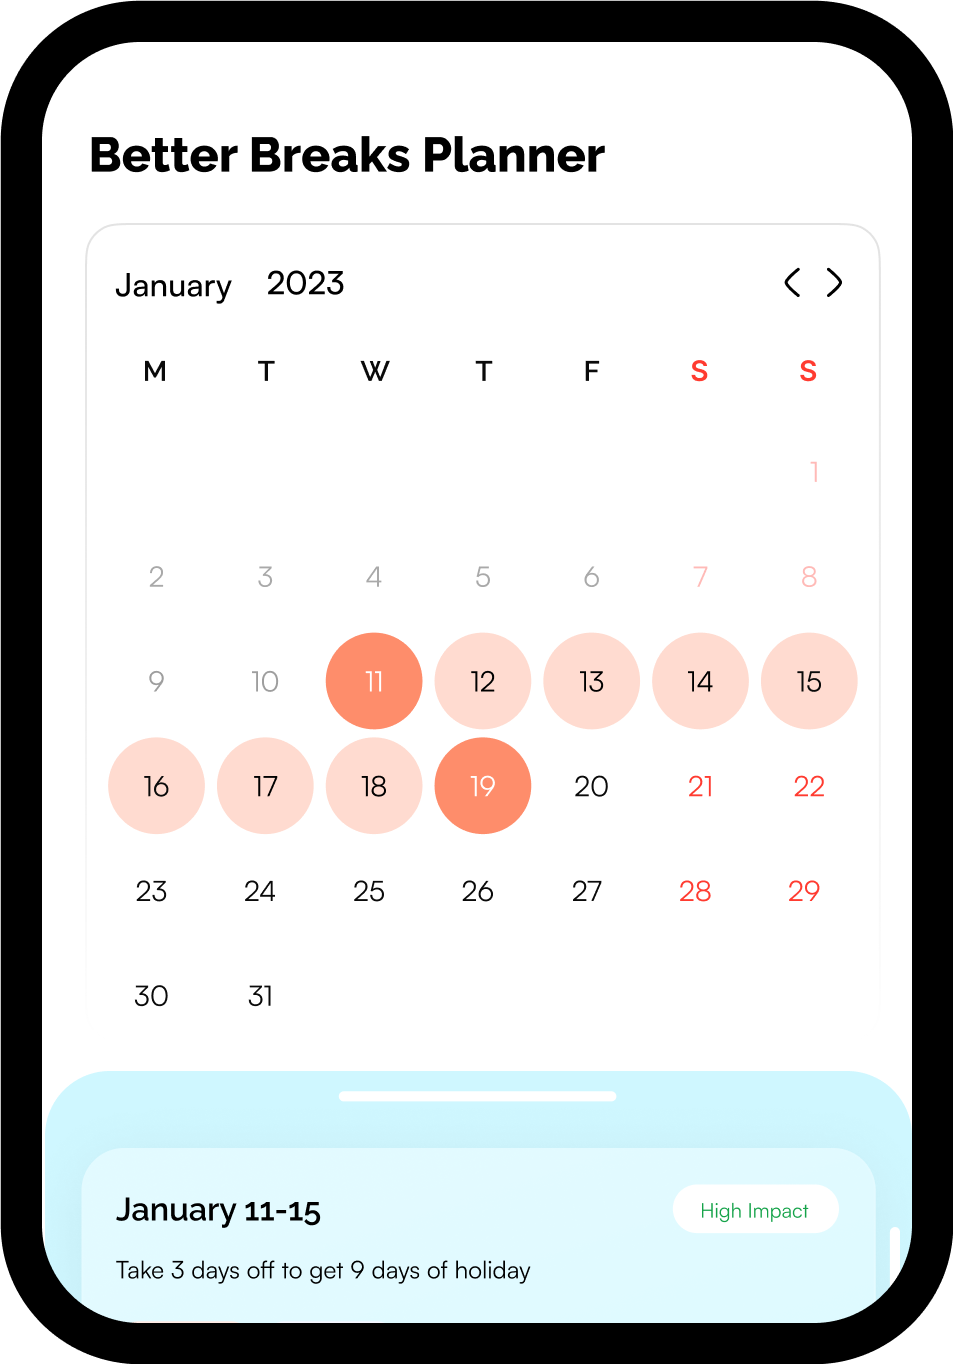 Better Breaks Planner
January 2023
M T W T F S S
1
2 3 4 5 6 7 8
9 10 11 12 13 14 15
16 17 18 19 20 21 22
23 24 25 26 27 28 29
30 31
January 11-15 High Impact
Take 3 days off to get 9 days of holiday